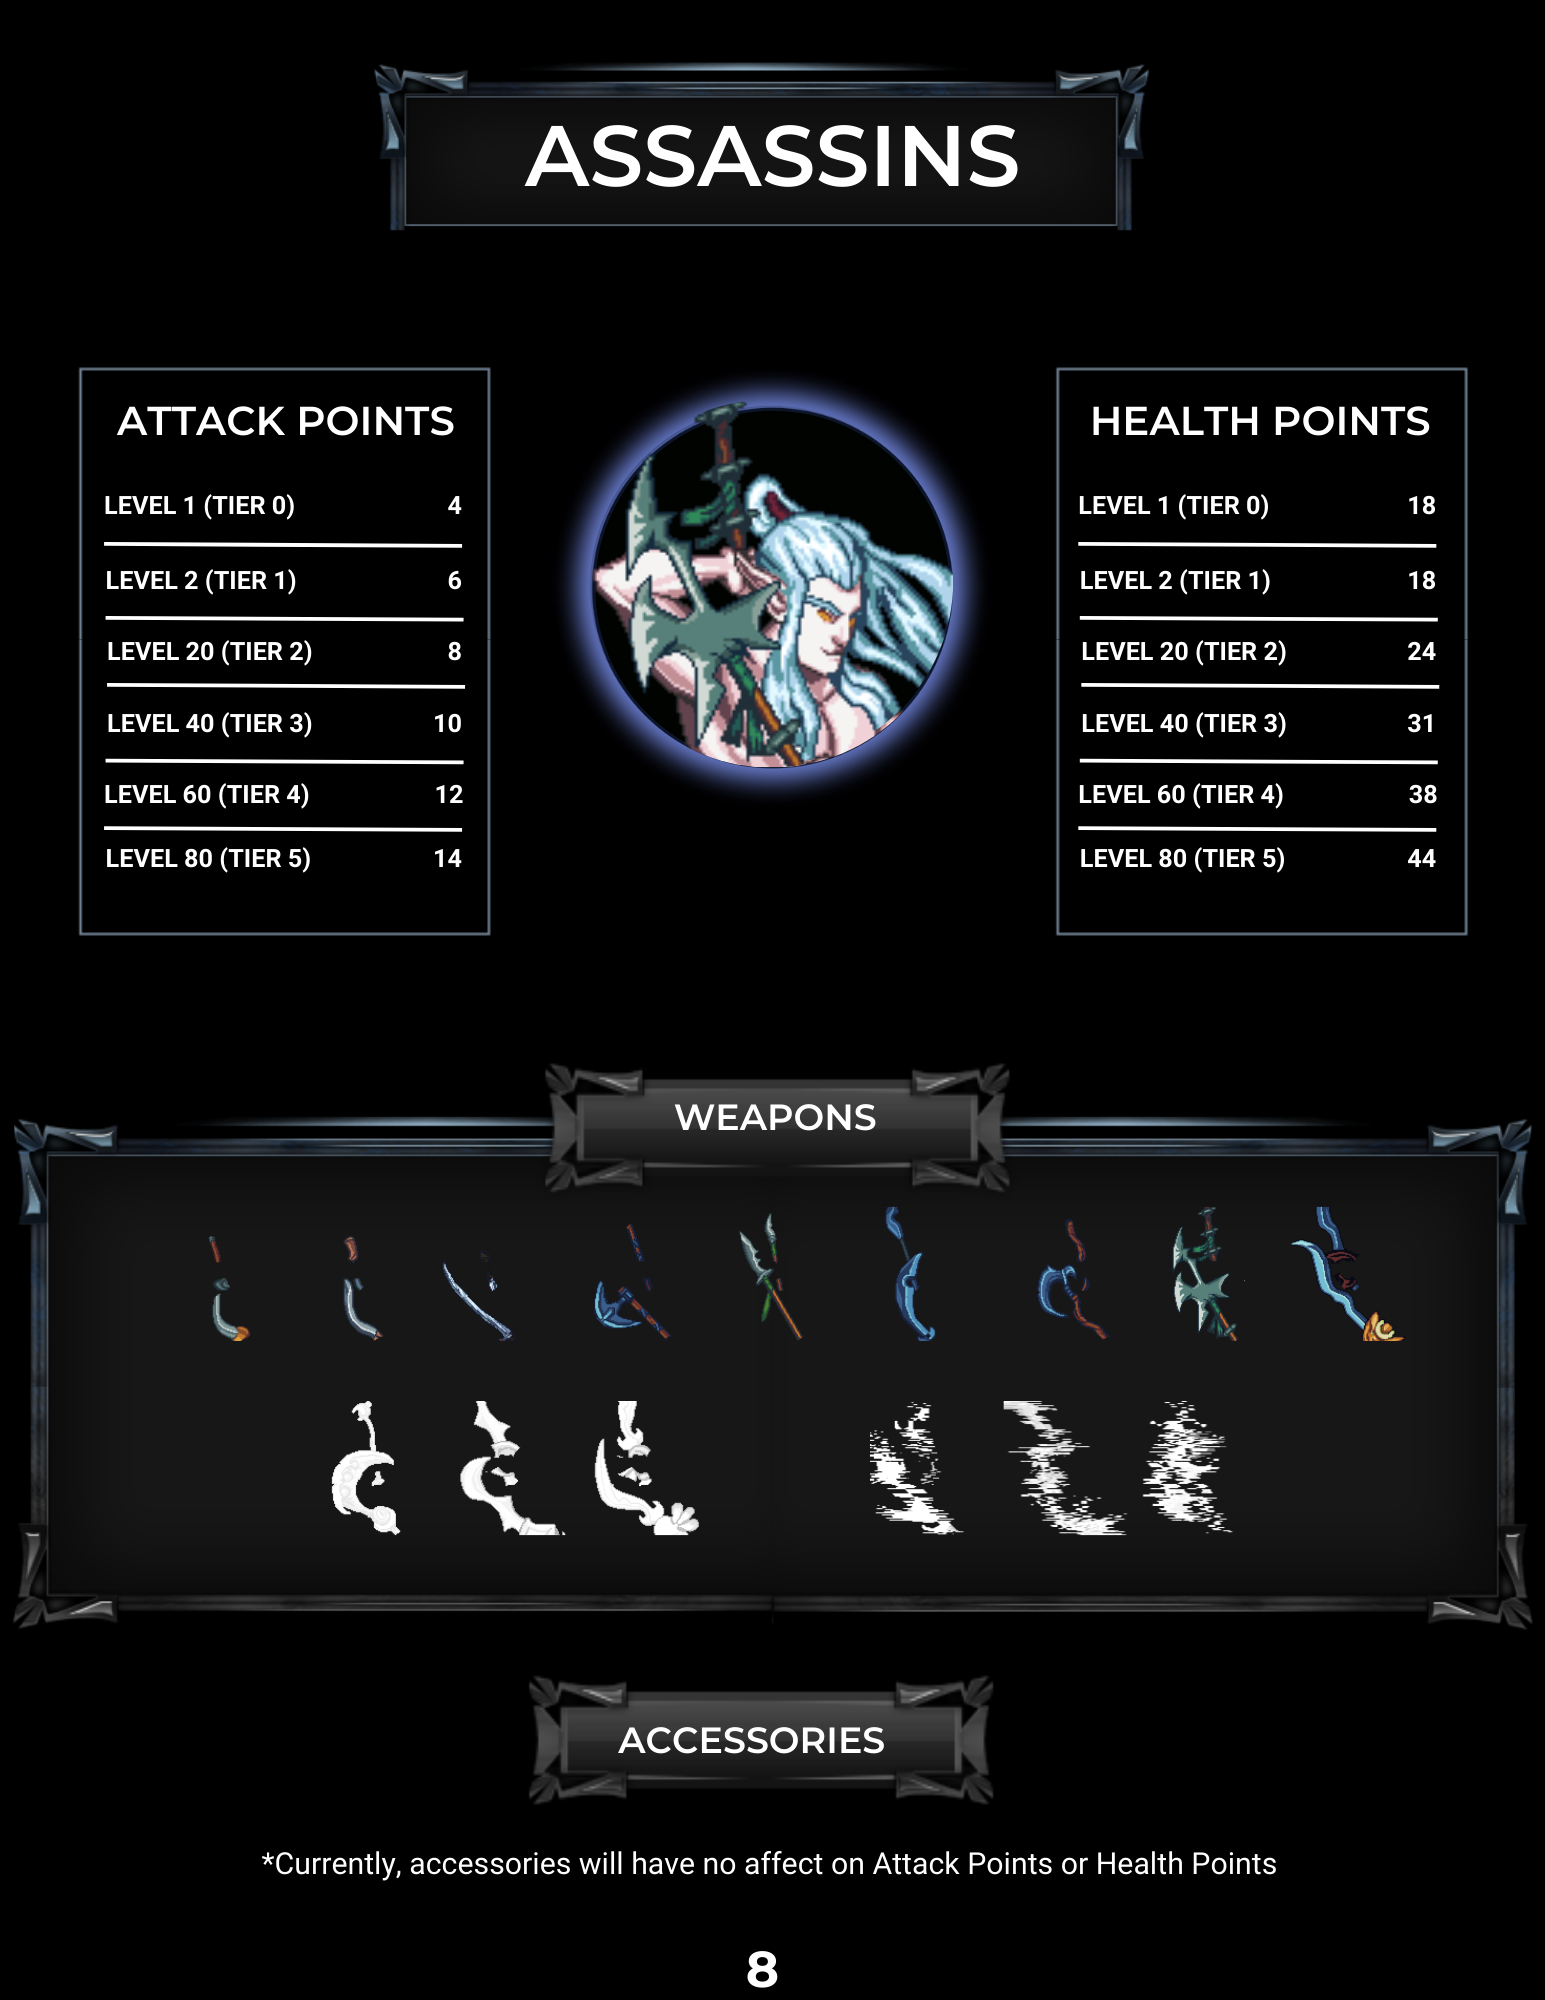 ASSASSINS
ATTACK POINTS
LEVEL 1 (TIER 0) 4
LEVEL 2 (TIER 1) 6
LEVEL 20 (TIER 2) 8
LEVEL 40 (TIER 3) 10
LEVEL 60 (TIER 4) 12
LEVEL 80 (TIER 5) 14
HEALTH POINTS
LEVEL 1 (TIER 0) 18
LEVEL 2 (TIER 1) 18
LEVEL 20 (TIER 2) 24
LEVEL 40 (TIER 3) 31
LEVEL 60 (TIER 4) 38
LEVEL 80 (TIER 5) 44
WEAPONS
ACCESSORIES
*Currently, accessories will have no affect on Attack Points or Health Points
8